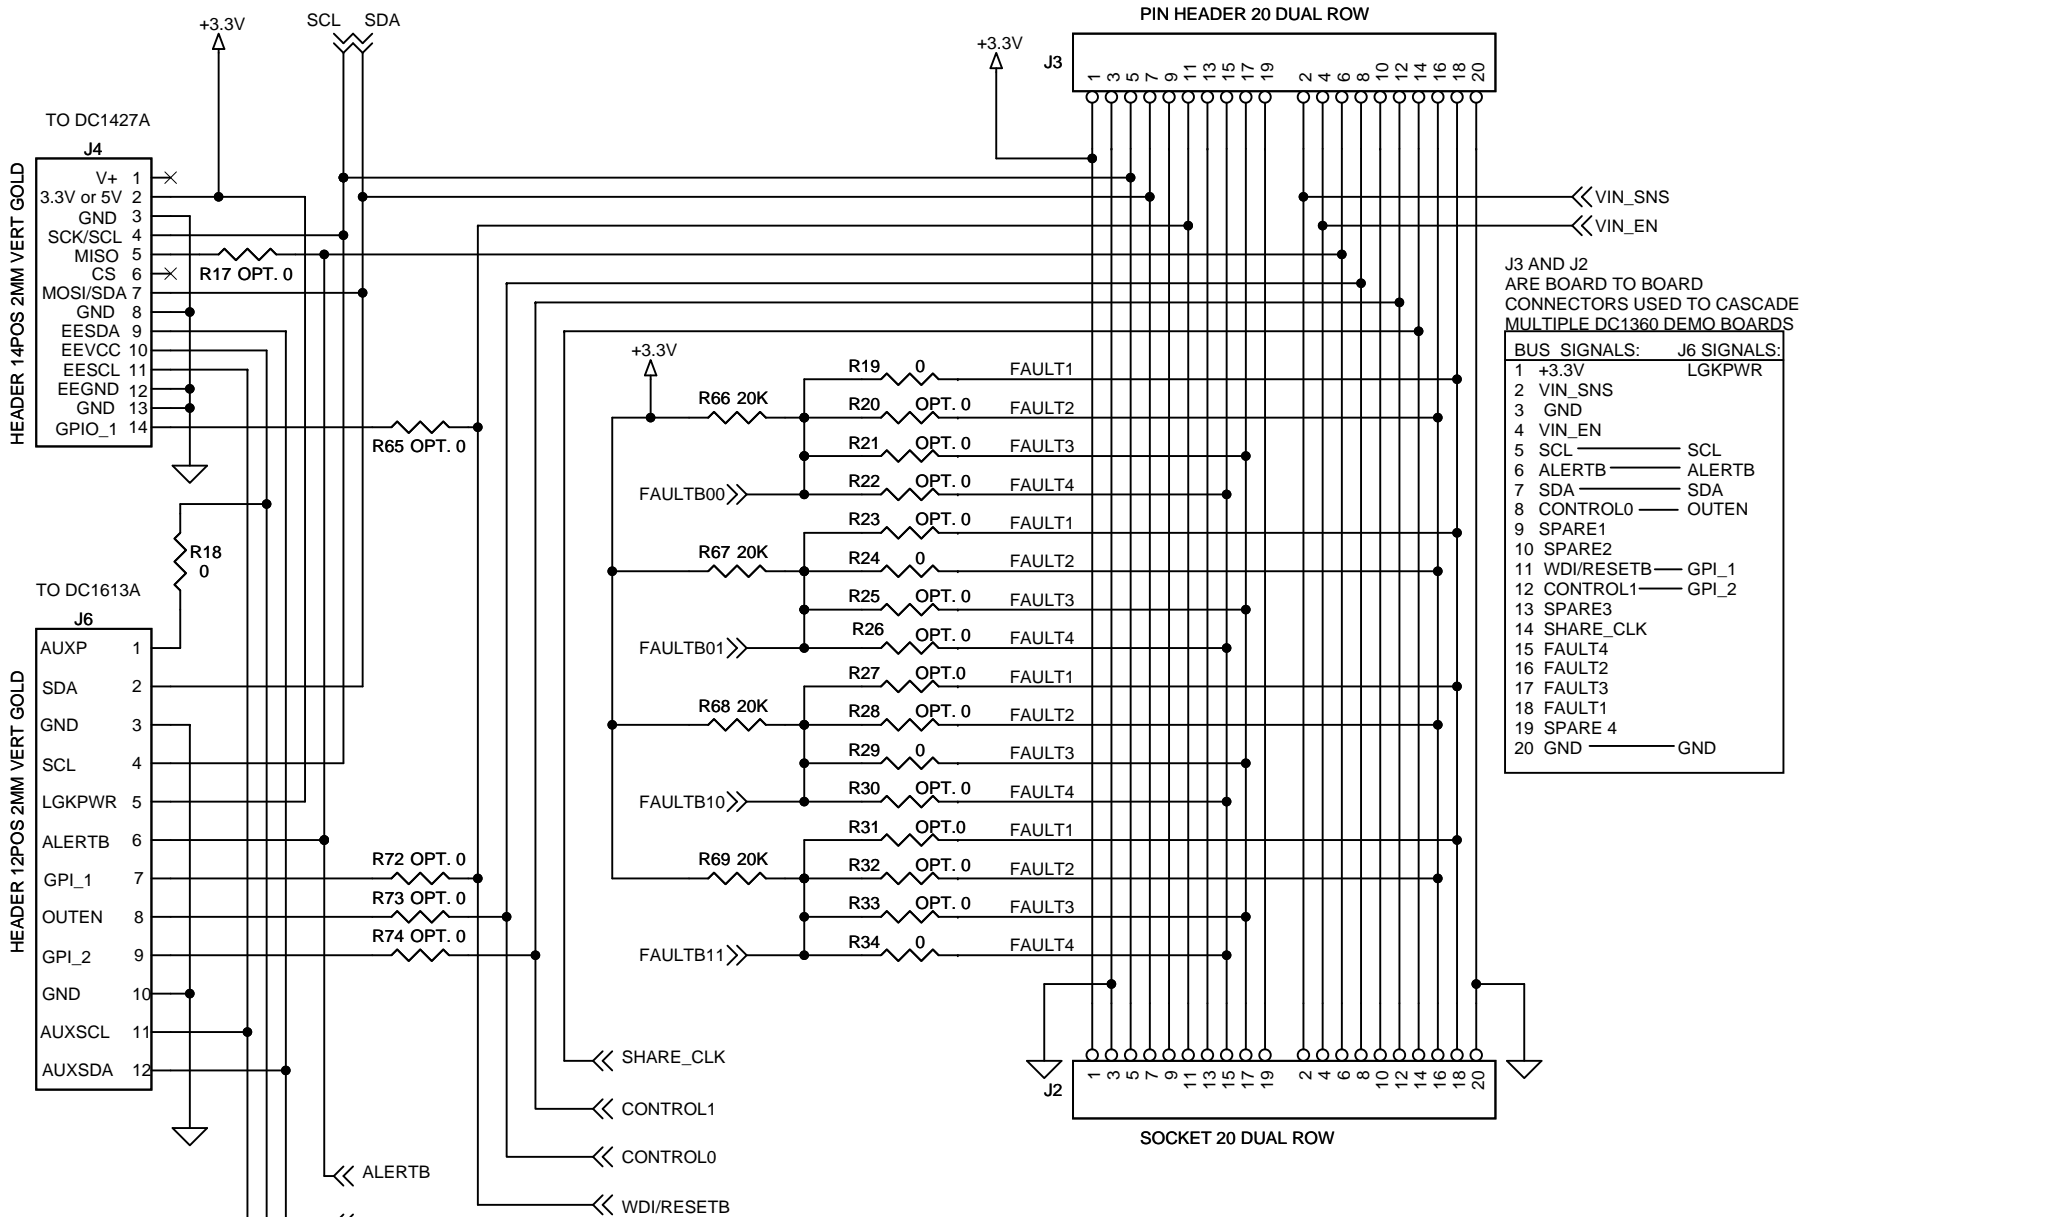 PIN HEADER 20 DUAL ROW
+3.3V
SCL SDA
+3.3V
J3
1 3 5 7 9 11 13 15 17 19 2 4 6 8 10 12 14 16 18 20
TO DC1427A
J4
HEADER 14POS 2MM VERT GOLD
V+ 1
3.3V or 5V 2
GND 3
SCK/SCL 4
MISO 5
CS 6
MOSI/SDA 7
GND 8
EESDA 9
EEVCC 10
EESCL 11
EEGND 12
GND 13
GPIO_1 14
R17 OPT. 0
R65 OPT. 0
VIN_SNS
VIN_EN
J3 AND J2
ARE BOARD TO BOARD
CONNECTORS USED TO CASCADE
MULTIPLE DC1360 DEMO BOARDS
BUS SIGNALS: J6 SIGNALS:
1 +3.3V LGKPWR
2 VIN_SNS
3 GND
4 VIN_EN
5 SCL SCL
6 ALERTB ALERTB
7 SDA SDA
8 CONTROL0 OUTEN
9 SPARE1
10 SPARE2
11 WDI/RESETB GPI_1
12 CONTROL1 GPI_2
13 SPARE3
14 SHARE_CLK
15 FAULT4
16 FAULT2
17 FAULT3
18 FAULT1
19 SPARE 4
20 GND GND
+3.3V
R19 0 FAULT1
R66 20K
R20 OPT. 0 FAULT2
R21 OPT. 0 FAULT3
FAULTB00
R22 OPT. 0 FAULT4
R23 OPT. 0 FAULT1
R67 20K
R24 0 FAULT2
R25 OPT. 0 FAULT3
FAULTB01
R26 OPT. 0 FAULT4
R27 OPT.0 FAULT1
R68 20K
R28 OPT. 0 FAULT2
R29 0 FAULT3
FAULTB10
R30 OPT. 0 FAULT4
R31 OPT.0 FAULT1
R69 20K
R32 OPT. 0 FAULT2
R33 OPT. 0 FAULT3
FAULTB11
R34 0 FAULT4
R18
0
TO DC1613A
J6
HEADER 12POS 2MM VERT GOLD
AUXP 1
SDA 2
GND 3
SCL 4
LGKPWR 5
ALERTB 6
GPI_1 7
OUTEN 8
GPI_2 9
GND 10
AUXSCL 11
AUXSDA 12
R72 OPT. 0
R73 OPT. 0
R74 OPT. 0
SHARE_CLK
CONTROL1
CONTROL0
ALERTB
WDI/RESETB
1 3 5 7 9 11 13 15 17 19 2 4 6 8 10 12 14 16 18 20
J2
SOCKET 20 DUAL ROW